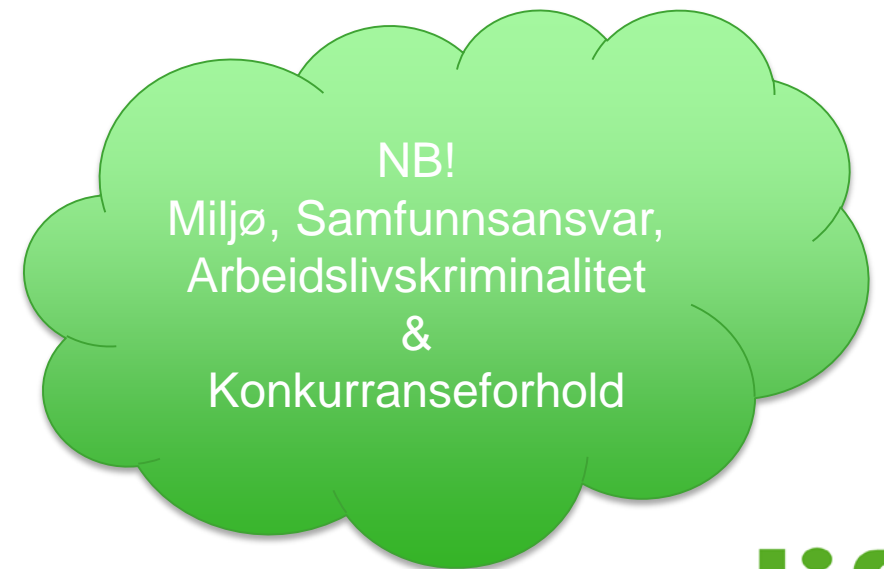 NB!
Miljø, Samfunnsansvar,
Arbeidslivskriminalitet
&
Konkurranseforhold